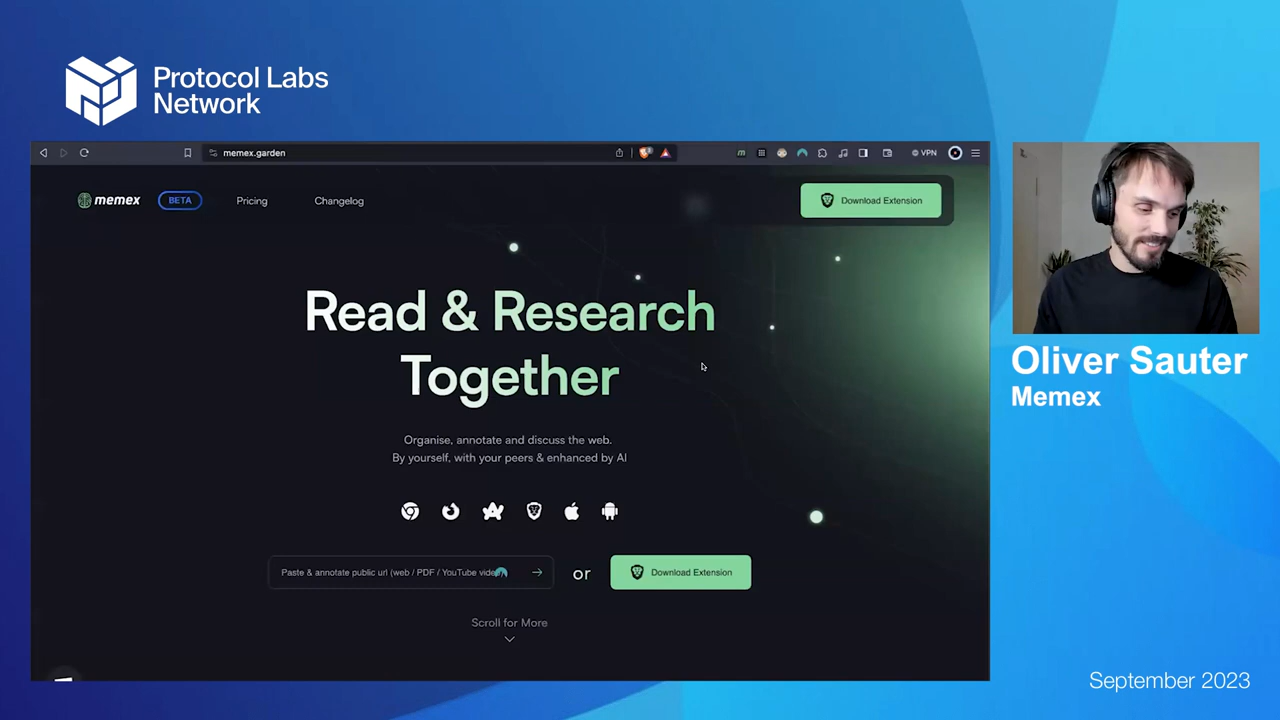 Protocol Labs
Network
memex.garden
VPN
memex
BETA
Pricing
Changelog
Download Extension
Read & Research
Together
Organise, annotate and discuss the web.
By yourself, with your peers & enhanced by AI
Paste & annotate public url (web / PDF / YouTube video)
or
Download Extension
Scroll for More
Oliver Sauter
Memex
September 2023